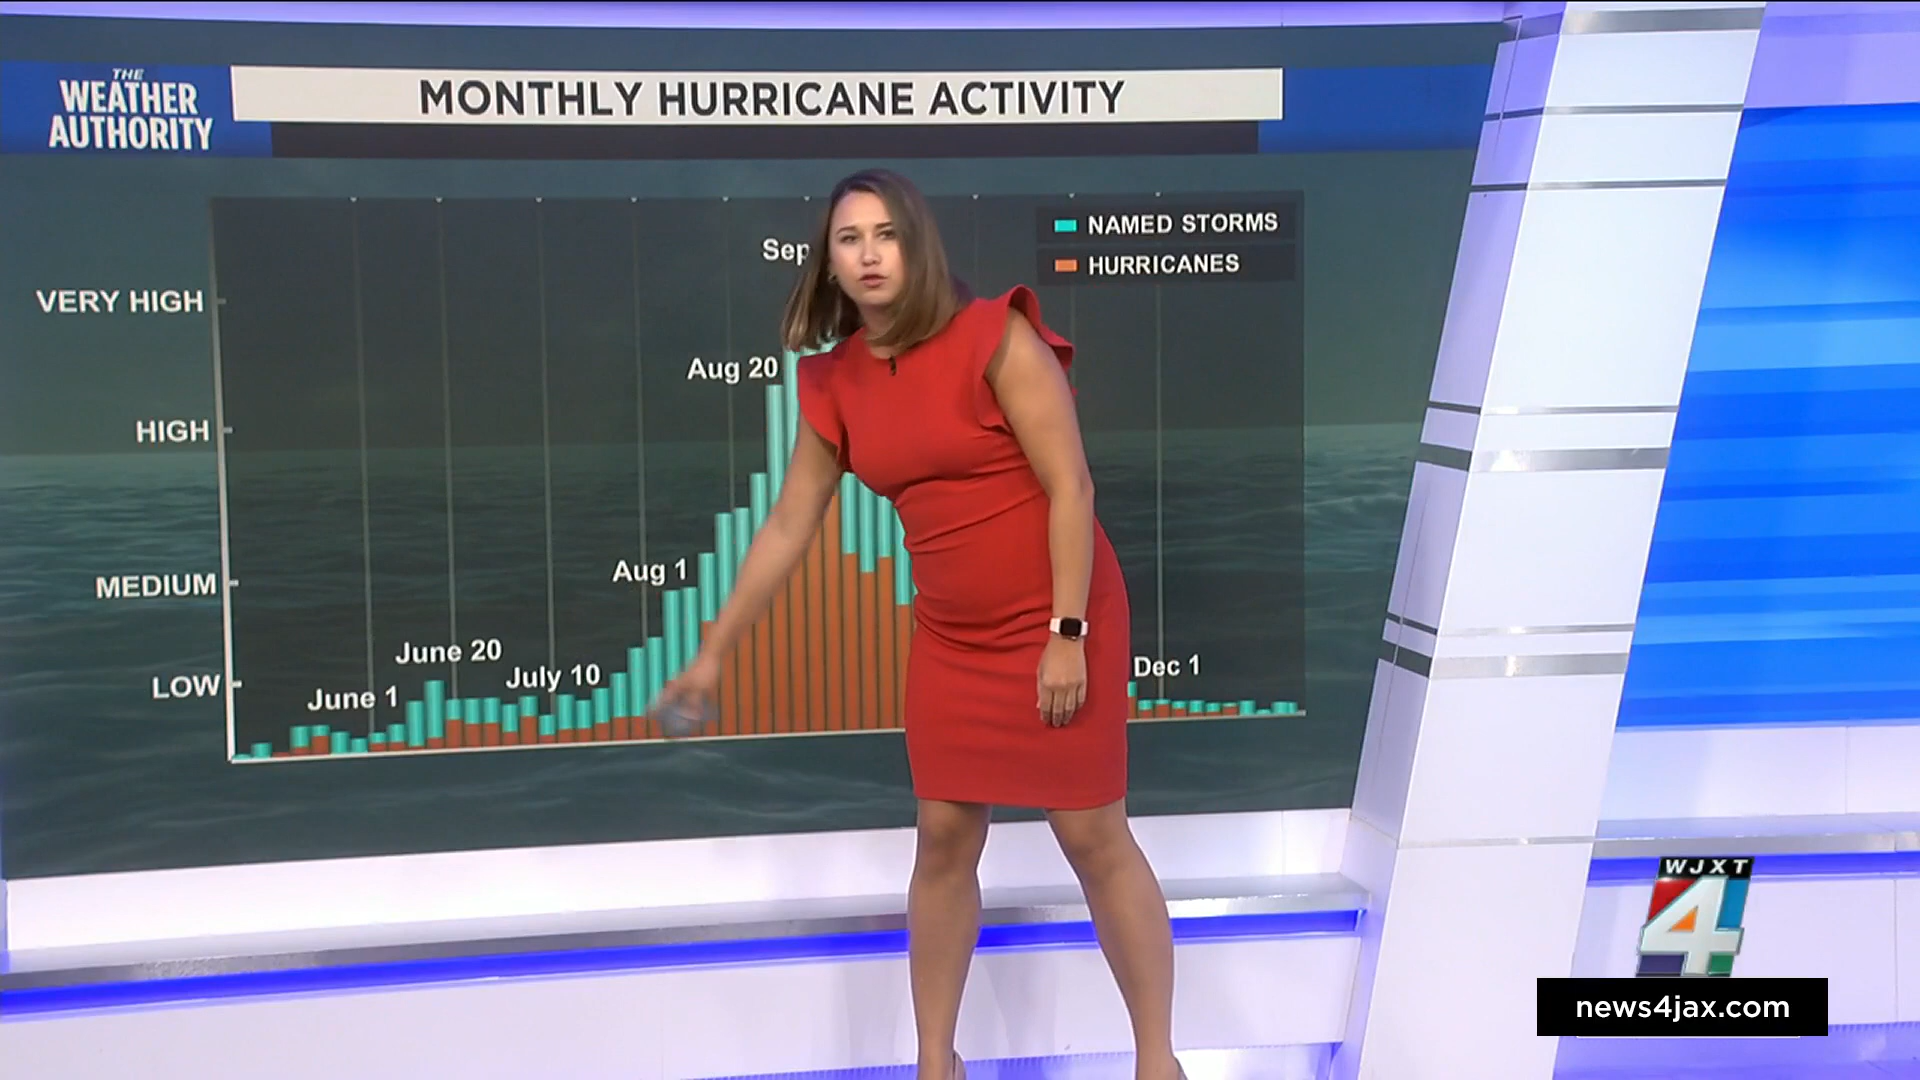 THE
WEATHER
AUTHORITY
MONTHLY HURRICANE ACTIVITY
NAMED STORMS
HURRICANES
Sep
VERY HIGH
Aug 20
HIGH
Aug 1
MEDIUM
June 20
July 10
June 1
LOW
Dec 1
WJXT
4
news4jax.com